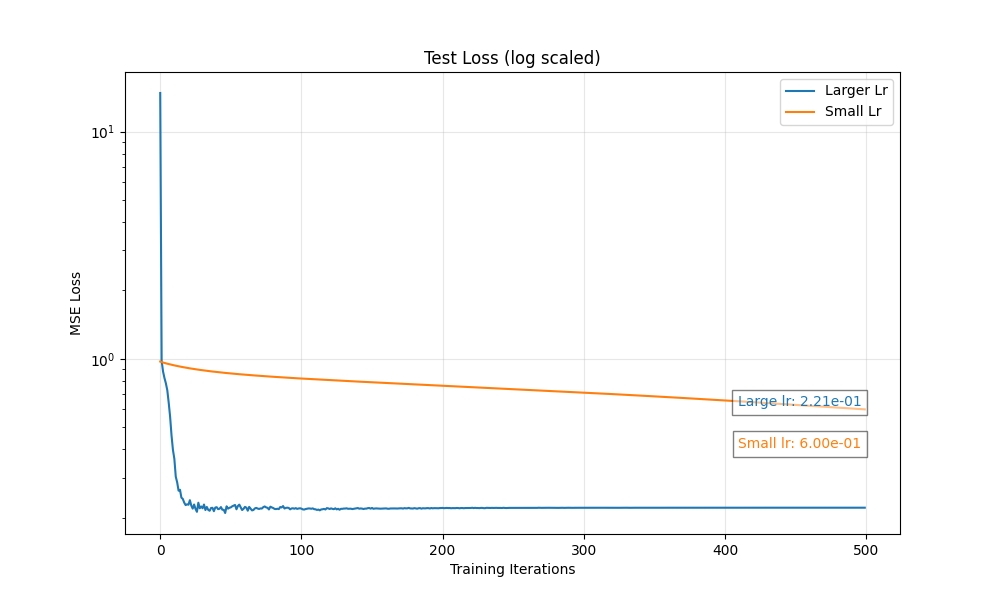 Test Loss (log scaled)
Larger Lr
Small Lr
10¹
10⁰
MSE Loss
Large lr: 2.21e-01
Small lr: 6.00e-01
0 100 200 300 400 500
Training Iterations